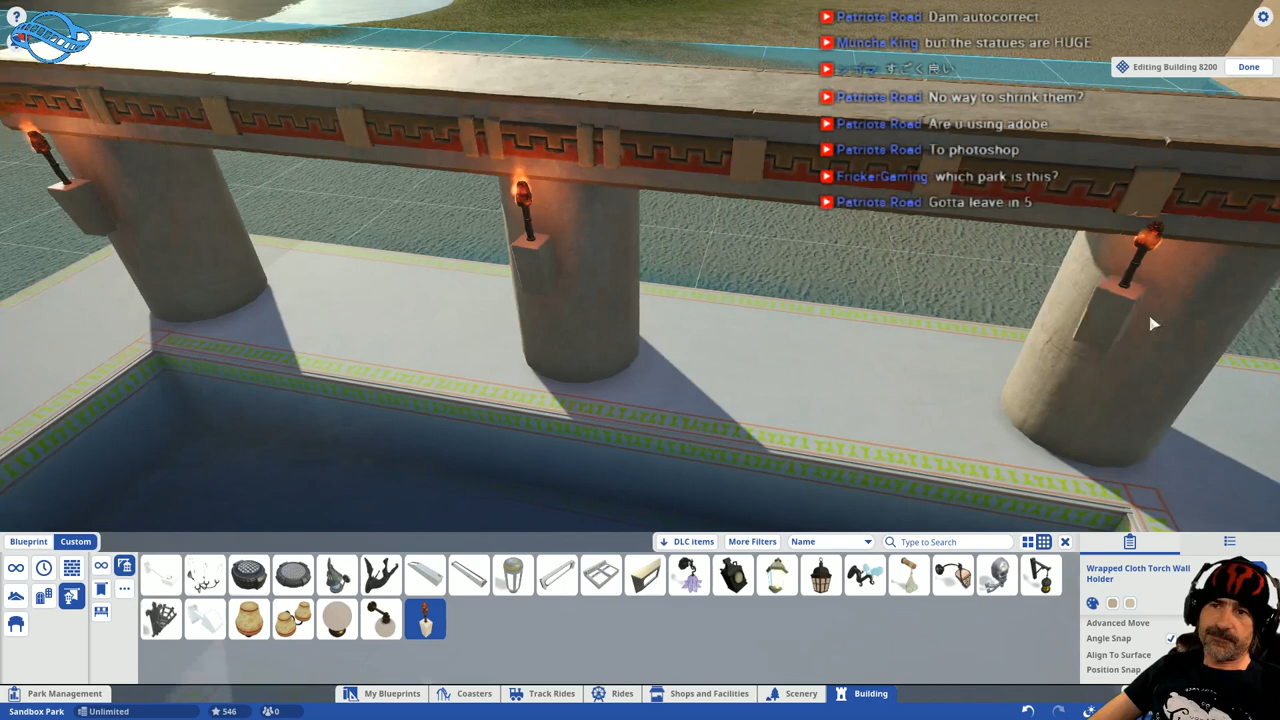 ?
Patriots Road Dam autocorrect
Muncha King but the statues are HUGE
すごく良い
Patriots Road No way to shrink them?
Patriots Road Are u using adobe
Patriots Road To photoshop
FrickerGaming which park is this?
Patriots Road Gotta leave in 5
Editing Building 8200
Done
Blueprint Custom
DLC items More Filters Name Type to Search
Wrapped Cloth Torch Wall
Holder
Advanced Move
Angle Snap
Align To Surface
Position Snap
Park Management My Blueprints Coasters Track Rides Rides Shops and Facilities Scenery Building
Sandbox Park Unlimited 546 0